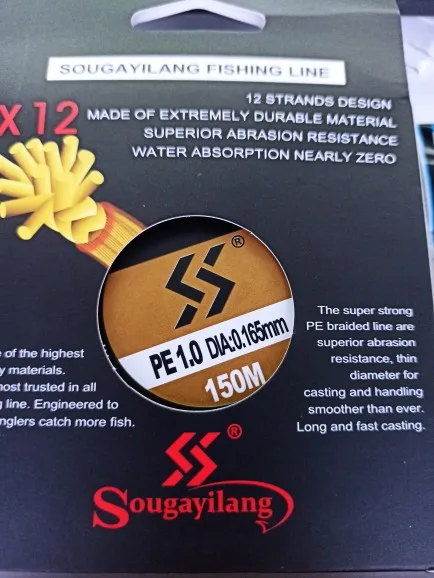 SOUGAYILANG FISHING LINE
X 12
12 STRANDS DESIGN
MADE OF EXTREMELY DURABLE MATERIAL
SUPERIOR ABRASION RESISTANCE
WATER ABSORPTION NEARLY ZERO
®
PE 1.0 DIA:0.165mm
150M
e of the highest
y materials.
most trusted in all
g line. Engineered to
nglers catch more fish.
The super strong
PE braided line are
superior abrasion
resistance, thin
diameter for
casting and handling
smoother than ever.
Long and fast casting.
®
Sougayilang